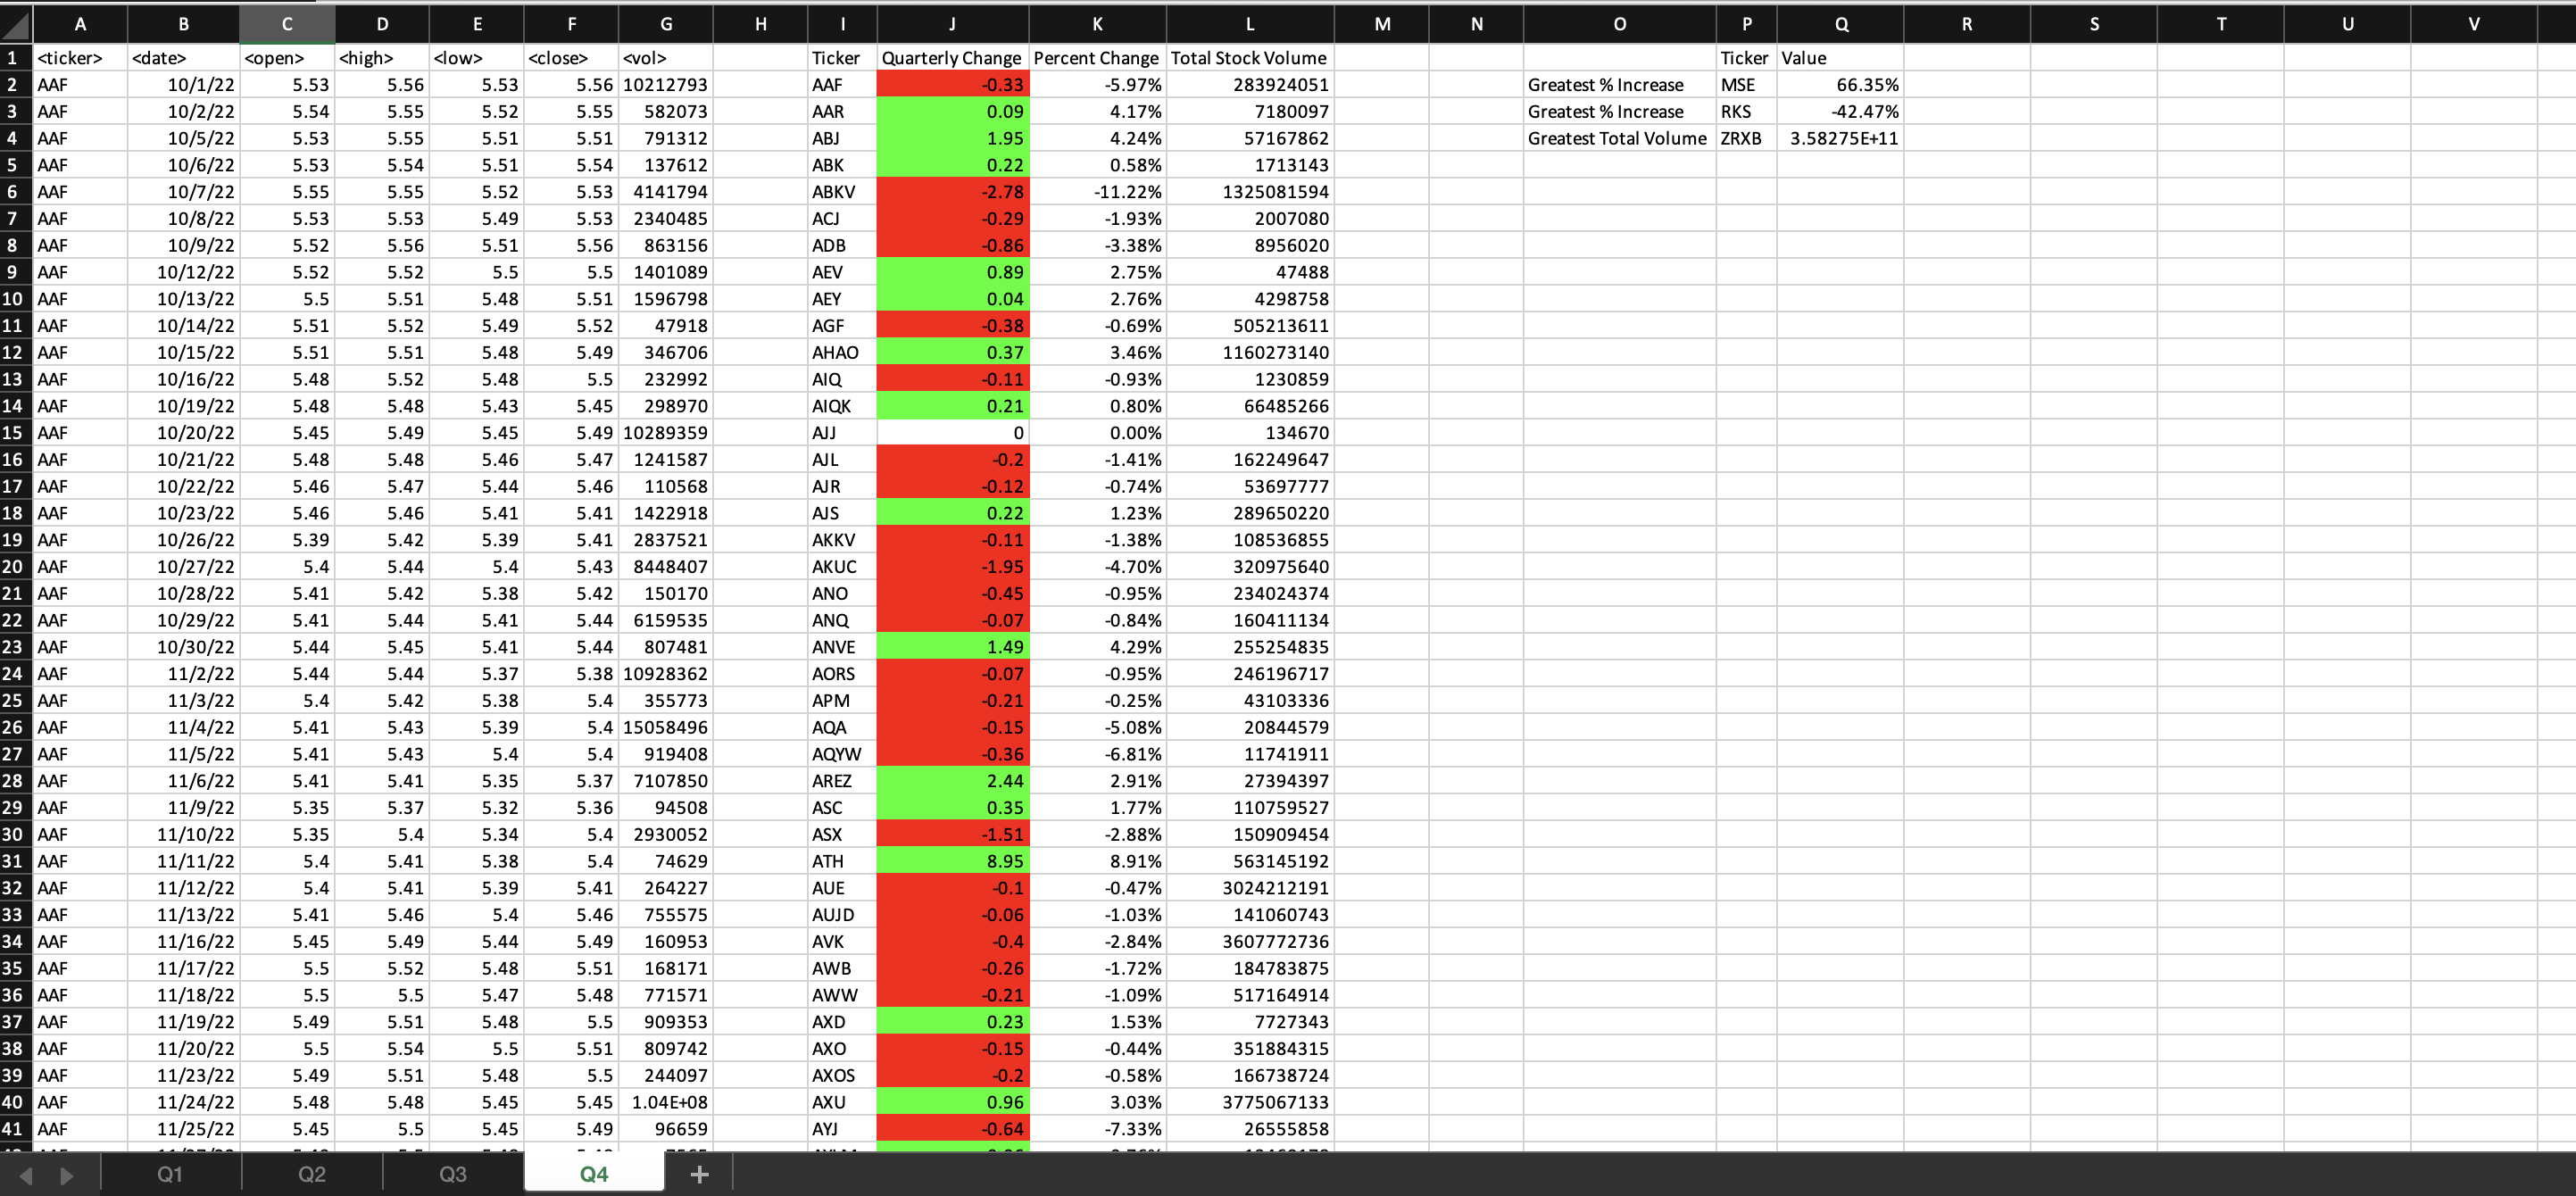 A B C D E F G H I J K L M N O P Q R S T U V
1 <ticker> <date> <open> <high> <low> <close> <vol> Ticker Quarterly Change Percent Change Total Stock Volume Ticker Value
2 AAF 10/1/22 5.53 5.56 5.53 5.56 10212793 AAF -0.33 -5.97% 283924051 Greatest % Increase MSE 66.35%
3 AAF 10/2/22 5.54 5.55 5.52 5.55 582073 AAR 0.09 4.17% 7180097 Greatest % Increase RKS -42.47%
4 AAF 10/5/22 5.53 5.55 5.51 5.51 791312 ABJ 1.95 4.24% 57167862 Greatest Total Volume ZRXB 3.58275E+11
5 AAF 10/6/22 5.53 5.54 5.51 5.54 137612 ABK 0.22 0.58% 1713143
6 AAF 10/7/22 5.55 5.55 5.52 5.53 4141794 ABKV -2.78 -11.22% 1325081594
7 AAF 10/8/22 5.53 5.53 5.49 5.53 2340485 ACJ -0.29 -1.93% 2007080
8 AAF 10/9/22 5.52 5.56 5.51 5.56 863156 ADB -0.86 -3.38% 8956020
9 AAF 10/12/22 5.52 5.52 5.5 5.5 1401089 AEV 0.89 2.75% 47488
10 AAF 10/13/22 5.5 5.51 5.48 5.51 1596798 AEY 0.04 2.76% 4298758
11 AAF 10/14/22 5.51 5.52 5.49 5.52 47918 AGF -0.38 -0.69% 505213611
12 AAF 10/15/22 5.51 5.51 5.48 5.49 346706 AHAO 0.37 3.46% 1160273140
13 AAF 10/16/22 5.48 5.52 5.48 5.5 232992 AIQ -0.11 -0.93% 1230859
14 AAF 10/19/22 5.48 5.48 5.43 5.45 298970 AIQK 0.21 0.80% 66485266
15 AAF 10/20/22 5.45 5.49 5.45 5.49 10289359 AJJ 0 0.00% 134670
16 AAF 10/21/22 5.48 5.48 5.46 5.47 1241587 AJL -0.2 -1.41% 162249647
17 AAF 10/22/22 5.46 5.47 5.44 5.46 110568 AJR -0.12 -0.74% 53697777
18 AAF 10/23/22 5.46 5.46 5.41 5.41 1422918 AJS 0.22 1.23% 289650220
19 AAF 10/26/22 5.39 5.42 5.39 5.41 2837521 AKKV -0.11 -1.38% 108536855
20 AAF 10/27/22 5.4 5.44 5.4 5.43 8448407 AKUC -1.95 -4.70% 320975640
21 AAF 10/28/22 5.41 5.42 5.38 5.42 150170 ANO -0.45 -0.95% 234024374
22 AAF 10/29/22 5.41 5.44 5.41 5.44 6159535 ANQ -0.07 -0.84% 160411134
23 AAF 10/30/22 5.44 5.45 5.41 5.44 807481 ANVE 1.49 4.29% 255254835
24 AAF 11/2/22 5.44 5.44 5.37 5.38 10928362 AORS -0.07 -0.95% 246196717
25 AAF 11/3/22 5.4 5.42 5.38 5.4 355773 APM -0.21 -0.25% 43103336
26 AAF 11/4/22 5.41 5.43 5.39 5.4 15058496 AQA -0.15 -5.08% 20844579
27 AAF 11/5/22 5.41 5.43 5.4 5.4 919408 AQYW -0.36 -6.81% 11741911
28 AAF 11/6/22 5.41 5.41 5.35 5.37 7107850 AREZ 2.44 2.91% 27394397
29 AAF 11/9/22 5.35 5.37 5.32 5.36 94508 ASC 0.35 1.77% 110759527
30 AAF 11/10/22 5.35 5.4 5.34 5.4 2930052 ASX -1.51 -2.88% 150909454
31 AAF 11/11/22 5.4 5.41 5.38 5.4 74629 ATH 8.95 8.91% 563145192
32 AAF 11/12/22 5.4 5.41 5.39 5.41 264227 AUE -0.1 -0.47% 3024212191
33 AAF 11/13/22 5.41 5.46 5.4 5.46 755575 AUJD -0.06 -1.03% 141060743
34 AAF 11/16/22 5.45 5.49 5.44 5.49 160953 AVK -0.4 -2.84% 3607772736
35 AAF 11/17/22 5.5 5.52 5.48 5.51 168171 AWB -0.26 -1.72% 184783875
36 AAF 11/18/22 5.5 5.5 5.47 5.48 771571 AWW -0.21 -1.09% 517164914
37 AAF 11/19/22 5.49 5.51 5.48 5.5 909353 AXD 0.23 1.53% 7727343
38 AAF 11/20/22 5.5 5.54 5.5 5.51 809742 AXO -0.15 -0.44% 351884315
39 AAF 11/23/22 5.49 5.51 5.48 5.5 244097 AXOS -0.2 -0.58% 166738724
40 AAF 11/24/22 5.48 5.48 5.45 5.45 1.04E+08 AXU 0.96 3.03% 3775067133
41 AAF 11/25/22 5.45 5.5 5.45 5.49 96659 AYJ -0.64 -7.33% 26555858
Q1 Q2 Q3 Q4 +